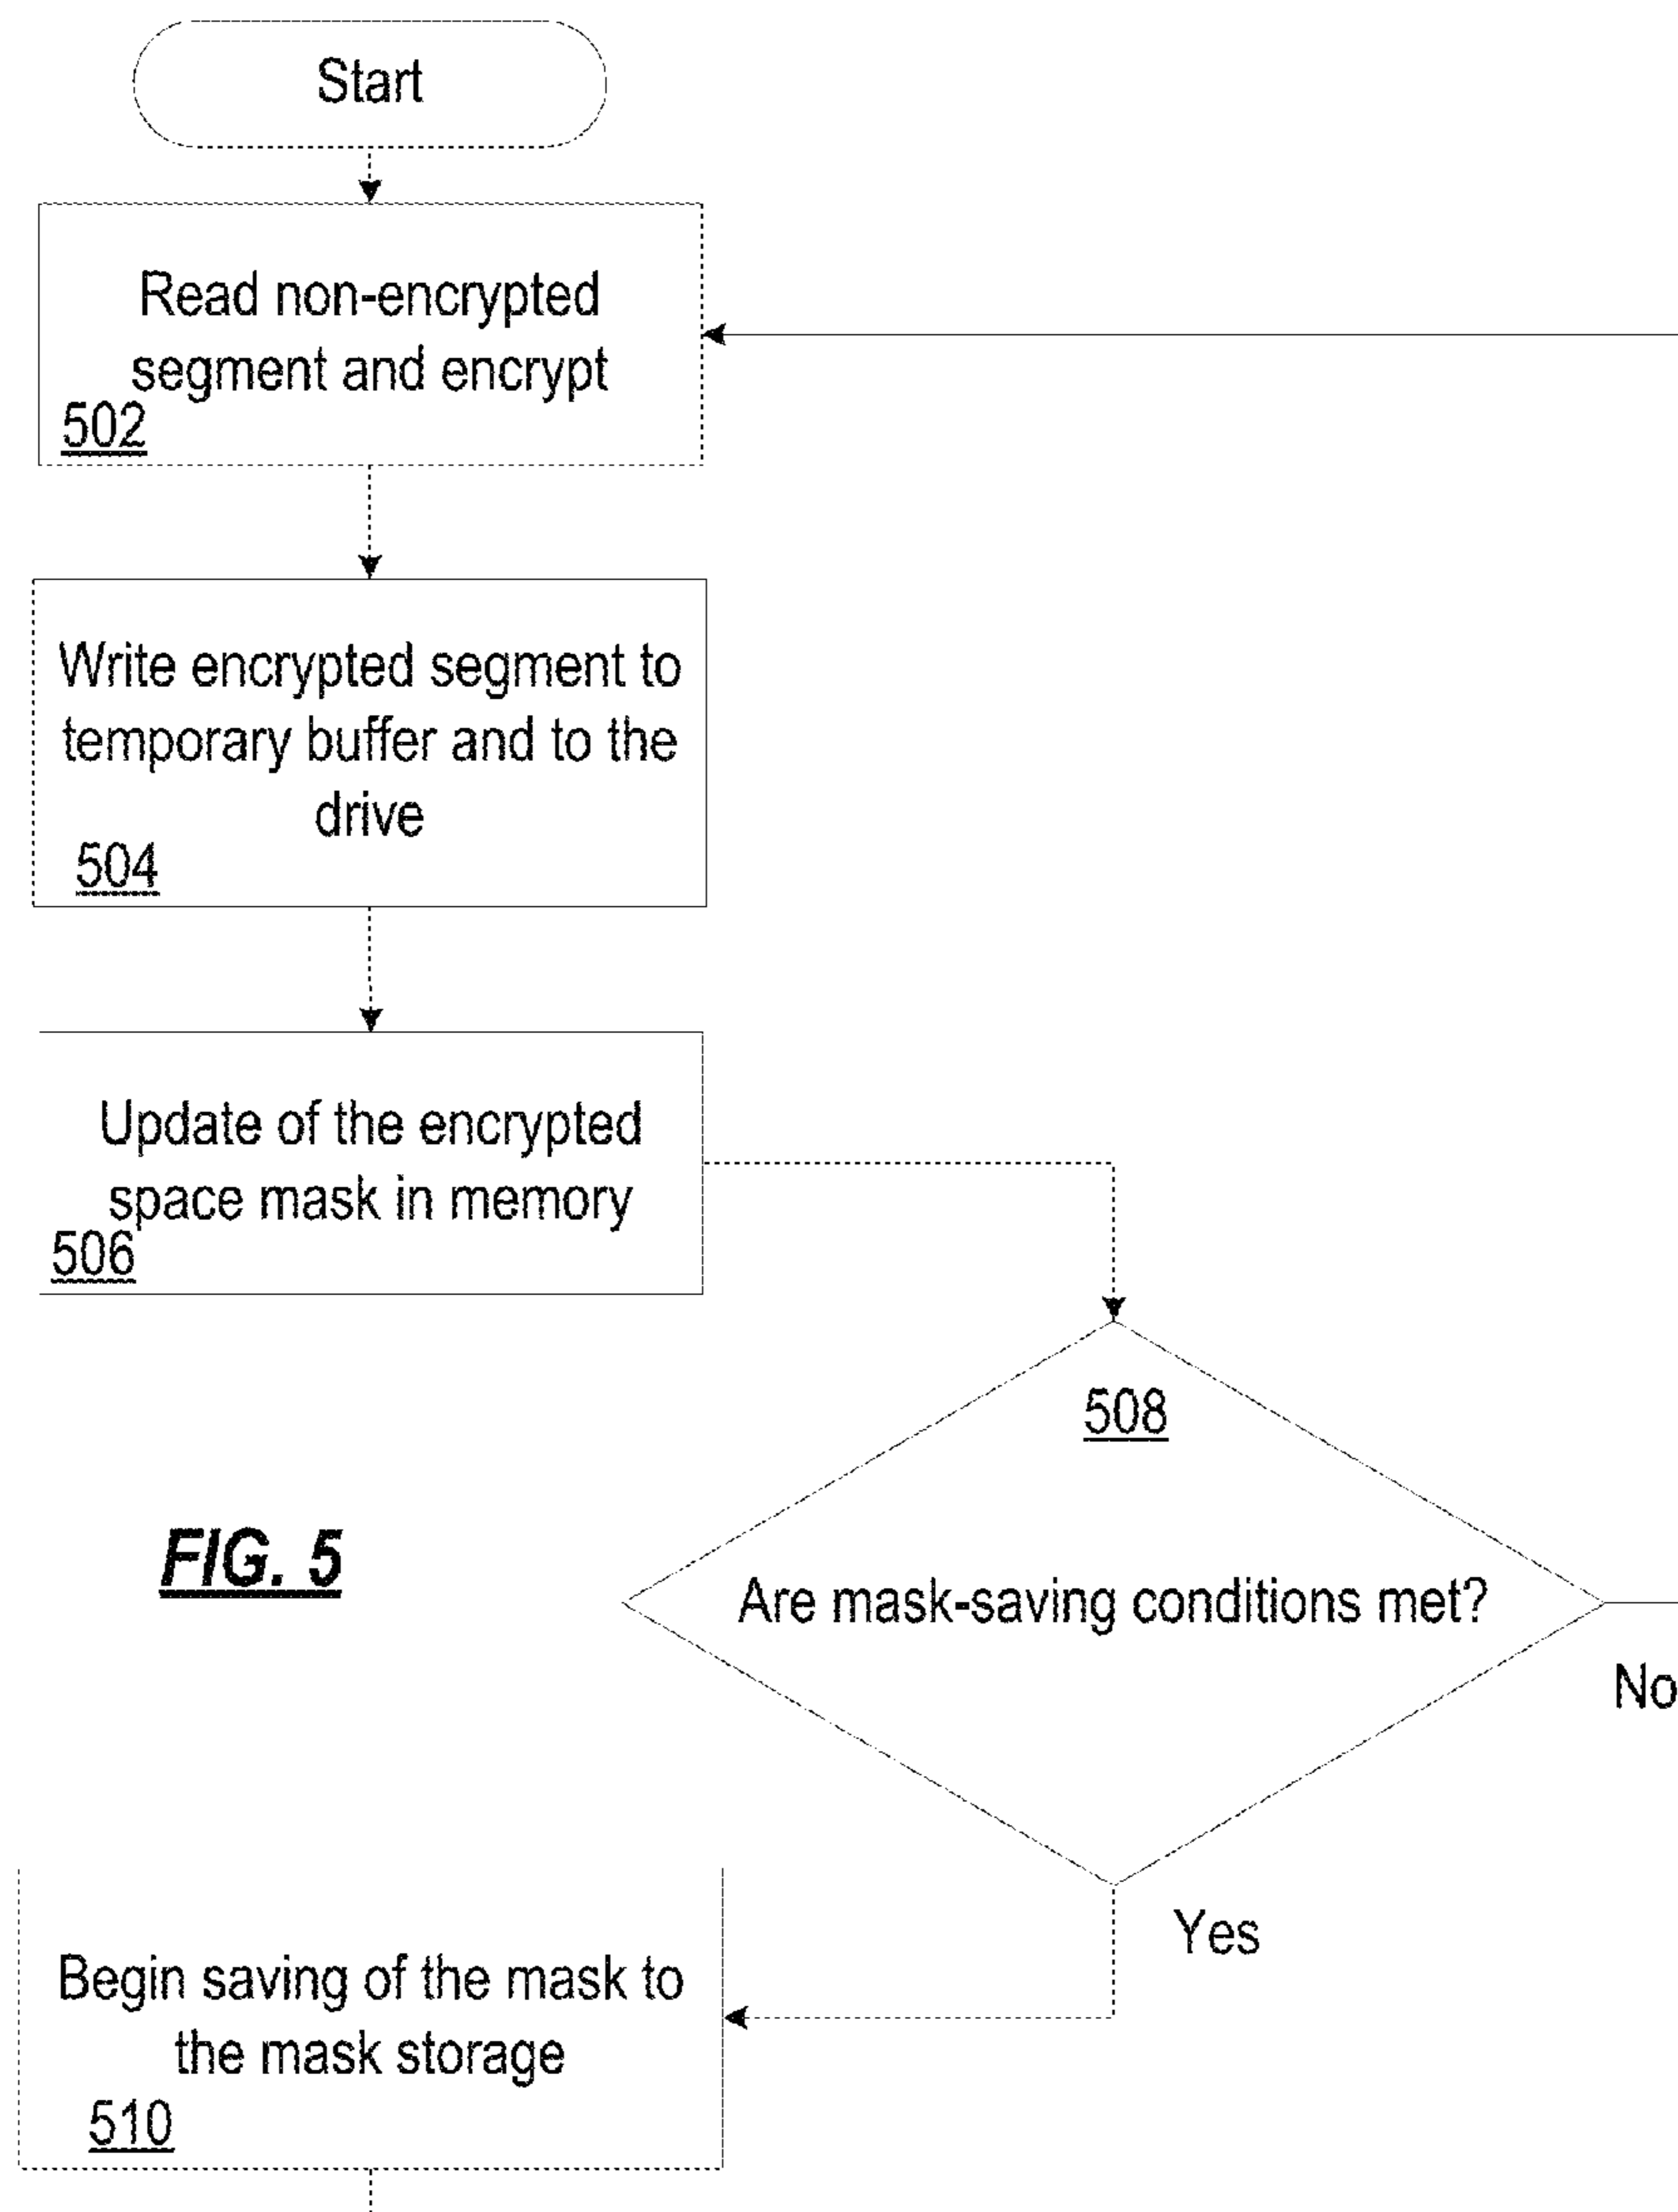 Start
Read non-encrypted
segment and encrypt
502
Write encrypted segment to
temporary buffer and to the
drive
504
Update of the encrypted
space mask in memory
506
508
Are mask-saving conditions met?
FIG. 5
No
Yes
Begin saving of the mask to
the mask storage
510